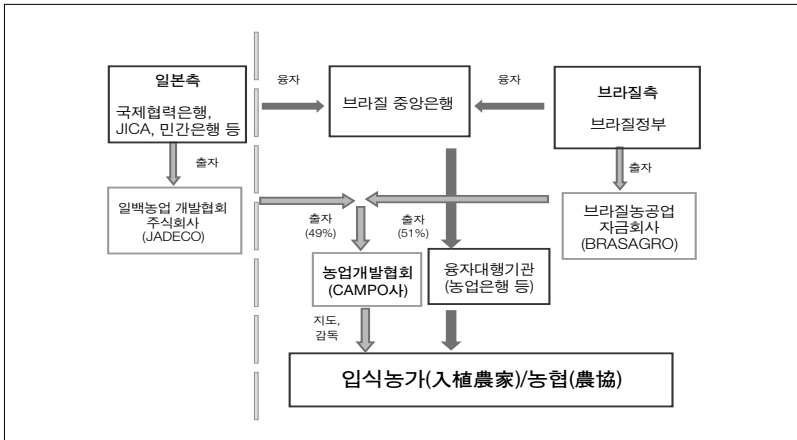 일본측
국제협력은행,
JICA, 민간은행 등
융자
브라질 중앙은행
융자
브라질측
브라질정부
출자
출자
일백농업 개발협회
주식회사
(JADECO)
출자
(49%)
출자
(51%)
브라질농공업
자금회사
(BRASAGRO)
농업개발협회
(CAMPO사)
융자대행기관
(농업은행 등)
지도,
감독
입식농가(入植農家)/농협(農協)